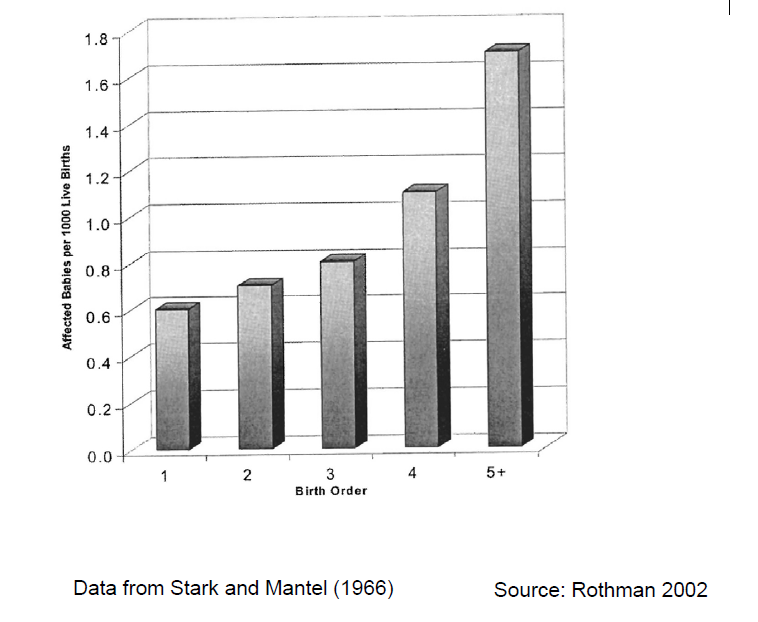 1.8
1.6
1.4
1.2
1.0
0.8
0.6
0.4
0.2
0.0
Affected Babies per 1000 Live Births
1 2 3 4 5+
Birth Order
Data from Stark and Mantel (1966)
Source: Rothman 2002